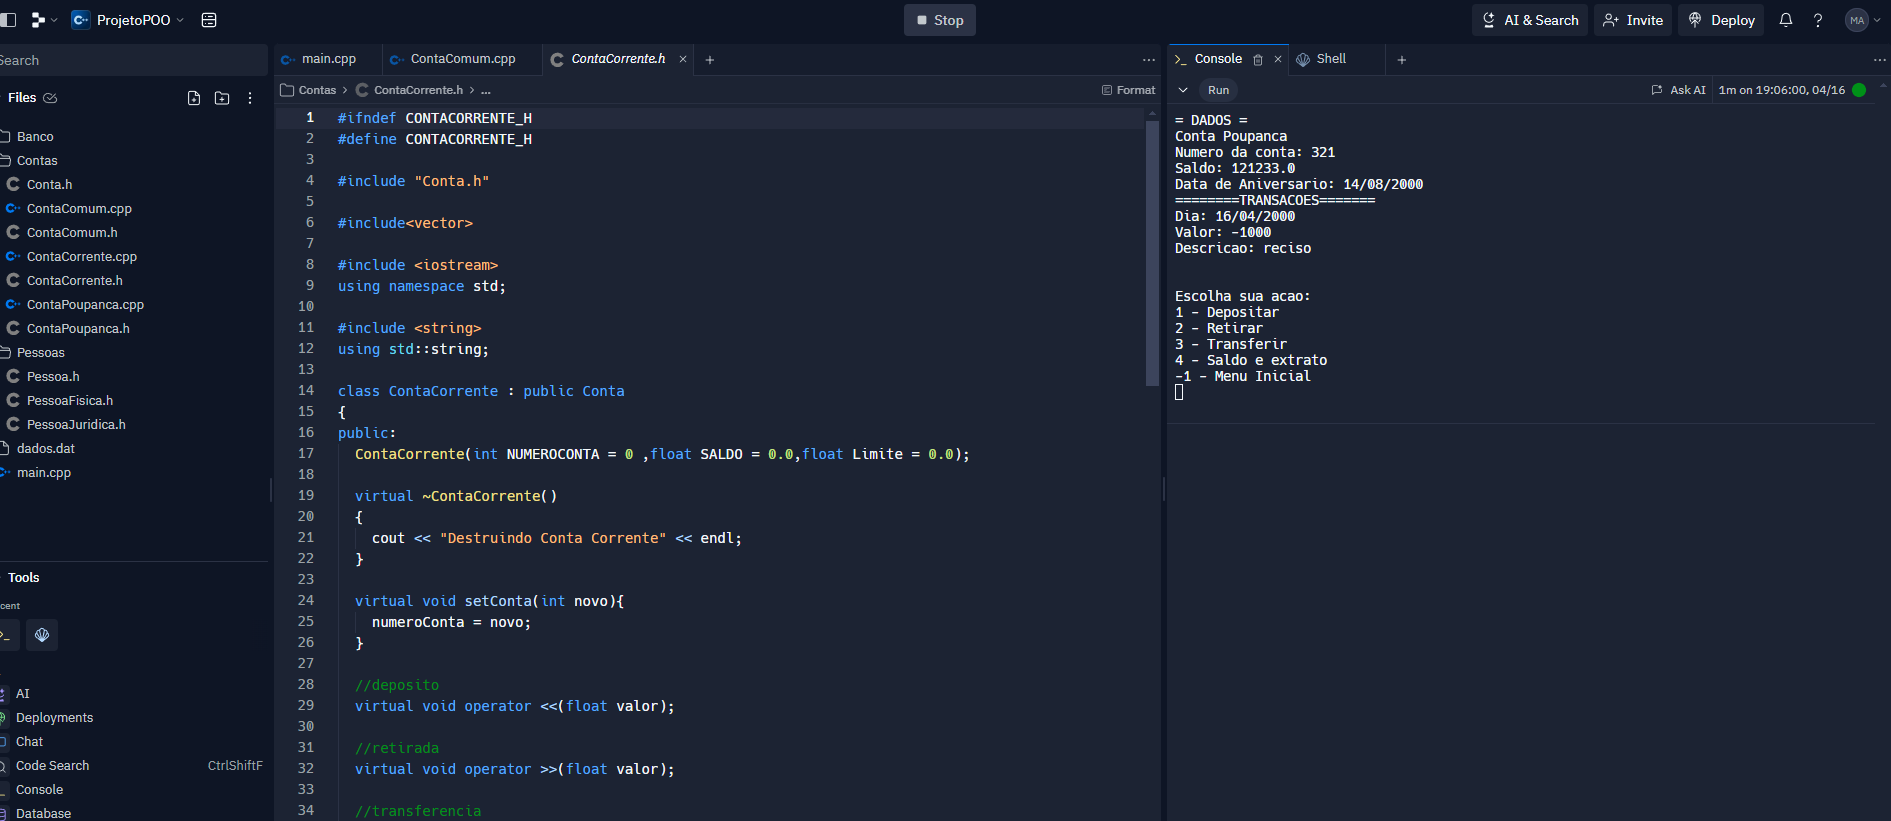 ProjetoPOO
Stop
AI & Search
Invite
Deploy
MA
Search
Files
Banco
Contas
Conta.h
ContaComum.cpp
ContaComum.h
ContaCorrente.cpp
ContaCorrente.h
ContaPoupanca.cpp
ContaPoupanca.h
Pessoas
Pessoa.h
PessoaFisica.h
PessoaJuridica.h
dados.dat
main.cpp
Tools
cent
AI
Deployments
Chat
Code Search CtrlShiftF
Console
Database
main.cpp
ContaComum.cpp
ContaCorrente.h
Contas > ContaCorrente.h > ...
Format
1 #ifndef CONTACORRENTE_H
2 #define CONTACORRENTE_H
3
4 #include "Conta.h"
5
6 #include<vector>
7
8 #include <iostream>
9 using namespace std;
10
11 #include <string>
12 using std::string;
13
14 class ContaCorrente : public Conta
15 {
16 public:
17 ContaCorrente(int NUMEROCONTA = 0 ,float SALDO = 0.0,float Limite = 0.0);
18
19 virtual ~ContaCorrente()
20 {
21 cout << "Destruindo Conta Corrente" << endl;
22 }
23
24 virtual void setConta(int novo){
25 numeroConta = novo;
26 }
27
28 //deposito
29 virtual void operator <<(float valor);
30
31 //retirada
32 virtual void operator >>(float valor);
33
34 //transferencia
Console
Shell
Run
Ask AI
1m on 19:06:00, 04/16
= DADOS =
Conta Poupanca
Numero da conta: 321
Saldo: 121233.0
Data de Aniversario: 14/08/2000
========TRANSACOES=======
Dia: 16/04/2000
Valor: -1000
Descricao: reciso
Escolha sua acao:
1 - Depositar
2 - Retirar
3 - Transferir
4 - Saldo e extrato
-1 - Menu Inicial